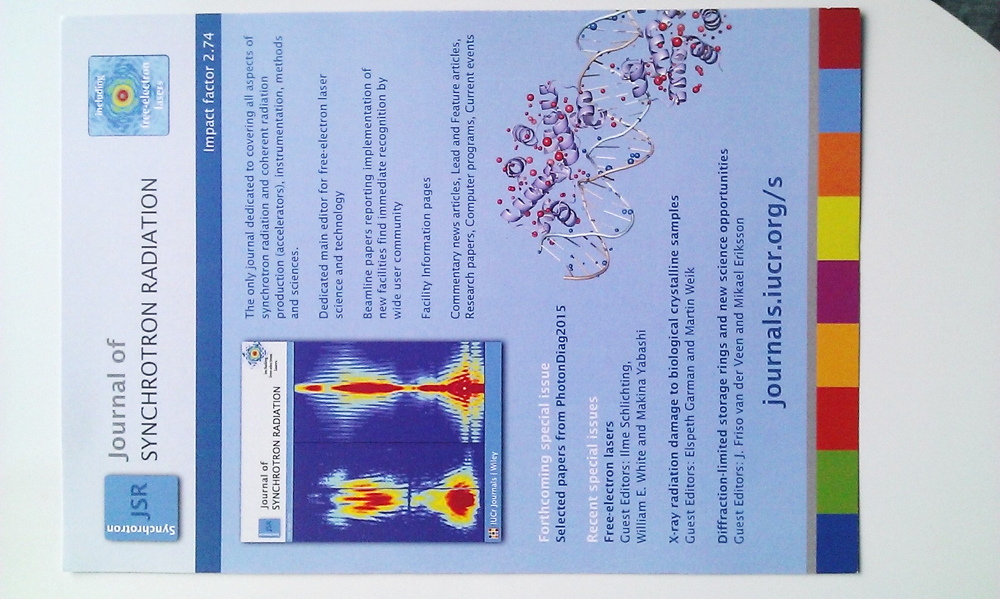 Synchrotron
JSR
Journal of
SYNCHROTRON RADIATION
including
free-electron
lasers
Impact factor 2.74
JSR
Journal of
SYNCHROTRON RADIATION
including
free-electron
lasers
IUCr Journals | Wiley
The only journal dedicated to covering all aspects of
synchrotron radiation and coherent radiation
production (accelerators), instrumentation, methods
and sciences.
Dedicated main editor for free-electron laser
science and technology
Beamline papers reporting implementation of
new facilities find immediate recognition by
wide user community
Facility Information pages
Commentary news articles, Lead and Feature articles,
Research papers, Computer programs, Current events
Forthcoming special issue
Selected papers from PhotonDiag2015
Recent special issues
Free-electron lasers
Guest Editors: Ilme Schlichting,
William E. White and Makina Yabashi
X-ray radiation damage to biological crystalline samples
Guest Editors: Elspeth Garman and Martin Weik
Diffraction-limited storage rings and new science opportunities
Guest Editors: J. Friso van der Veen and Mikael Eriksson
journals.iucr.org/s